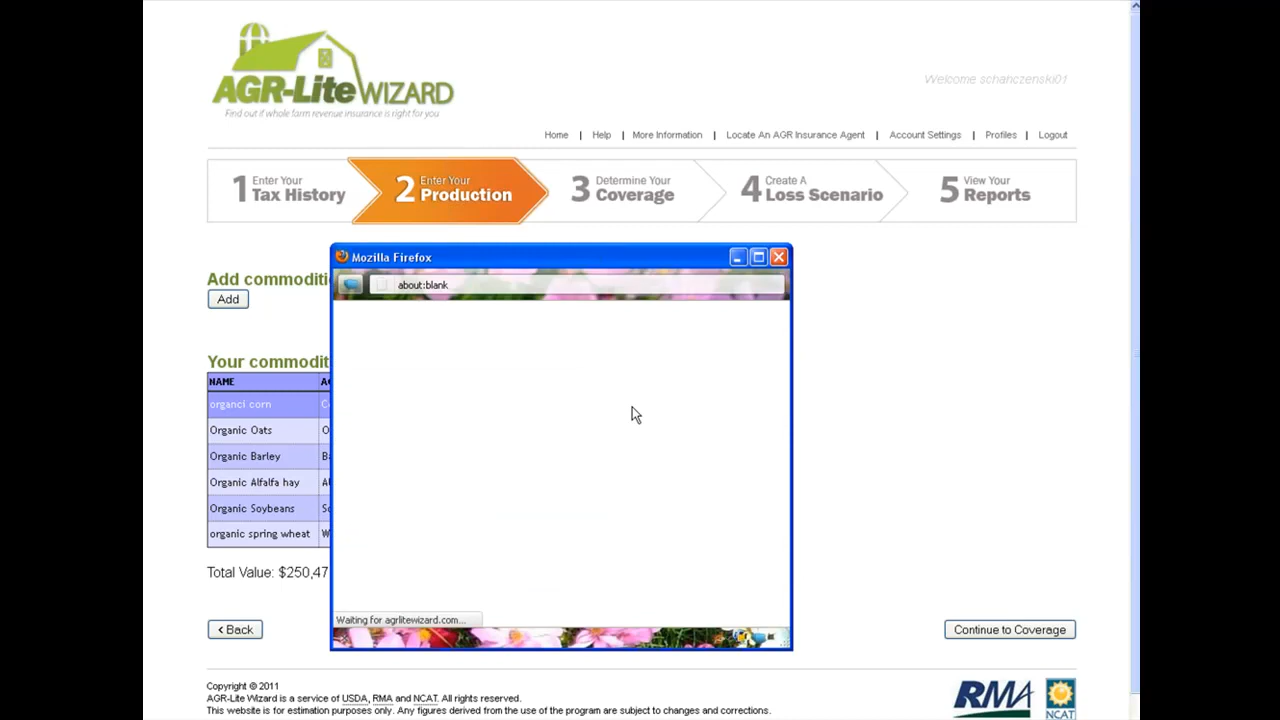 AGR-Lite WIZARD
Find out if whole farm revenue insurance is right for you
Welcome schahczenski01
Home | Help | More Information | Locate An AGR Insurance Agent | Account Settings | Profiles | Logout
1 Enter Your Tax History
2 Enter Your Production
3 Determine Your Coverage
4 Create A Loss Scenario
5 View Your Reports
Mozilla Firefox
about:blank
Add commoditi
Add
Your commodit
NAME
organci corn
Organic Oats
Organic Barley
Organic Alfalfa hay
Organic Soybeans
organic spring wheat
Total Value: $250,47
Waiting for agrlitewizard.com...
< Back
Continue to Coverage
Copyright © 2011
AGR-Lite Wizard is a service of USDA, RMA and NCAT. All rights reserved.
This website is for estimation purposes only. Any figures derived from the use of the program are subject to changes and corrections.
RMA
NCAT